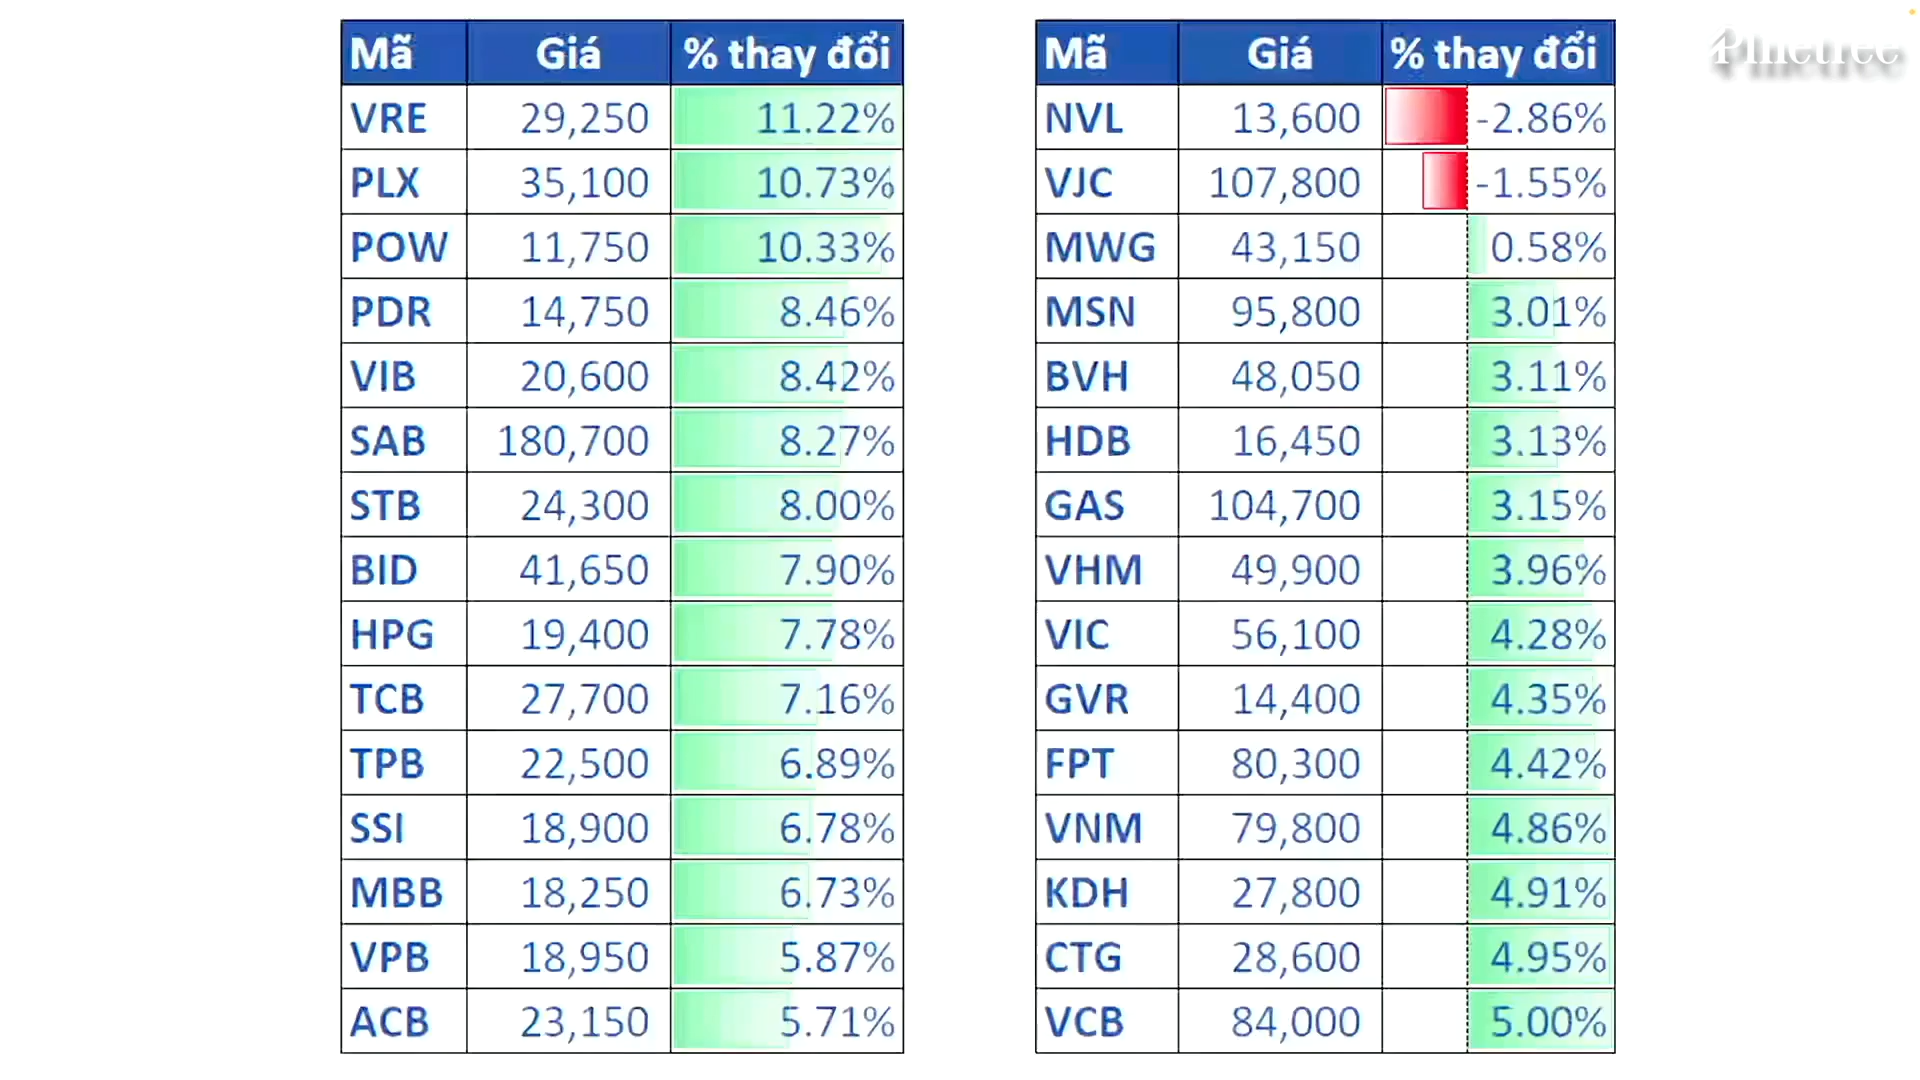 Mã Giá % thay đổi
VRE 29,250 11.22%
PLX 35,100 10.73%
POW 11,750 10.33%
PDR 14,750 8.46%
VIB 20,600 8.42%
SAB 180,700 8.27%
STB 24,300 8.00%
BID 41,650 7.90%
HPG 19,400 7.78%
TCB 27,700 7.16%
TPB 22,500 6.89%
SSI 18,900 6.78%
MBB 18,250 6.73%
VPB 18,950 5.87%
ACB 23,150 5.71%
Mã Giá % thay đổi
NVL 13,600 -2.86%
VJC 107,800 -1.55%
MWG 43,150 0.58%
MSN 95,800 3.01%
BVH 48,050 3.11%
HDB 16,450 3.13%
GAS 104,700 3.15%
VHM 49,900 3.96%
VIC 56,100 4.28%
GVR 14,400 4.35%
FPT 80,300 4.42%
VNM 79,800 4.86%
KDH 27,800 4.91%
CTG 28,600 4.95%
VCB 84,000 5.00%
Pinetree